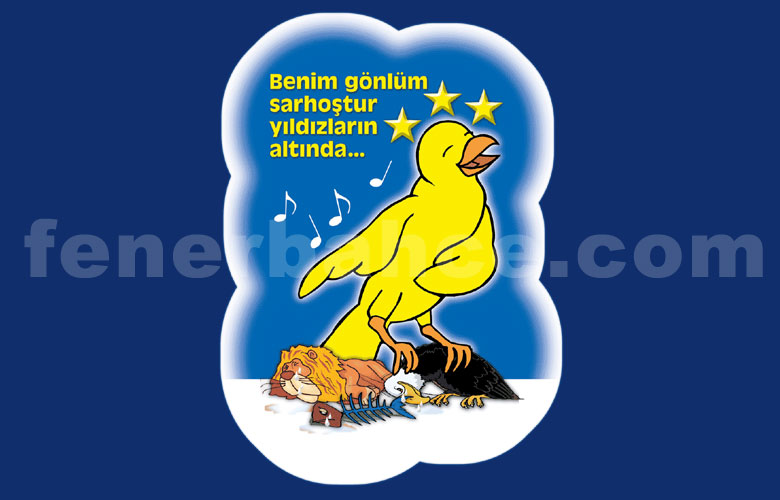 Benim gönlüm
sarhoştur
yıldızların
altında...
fenerbahce.com